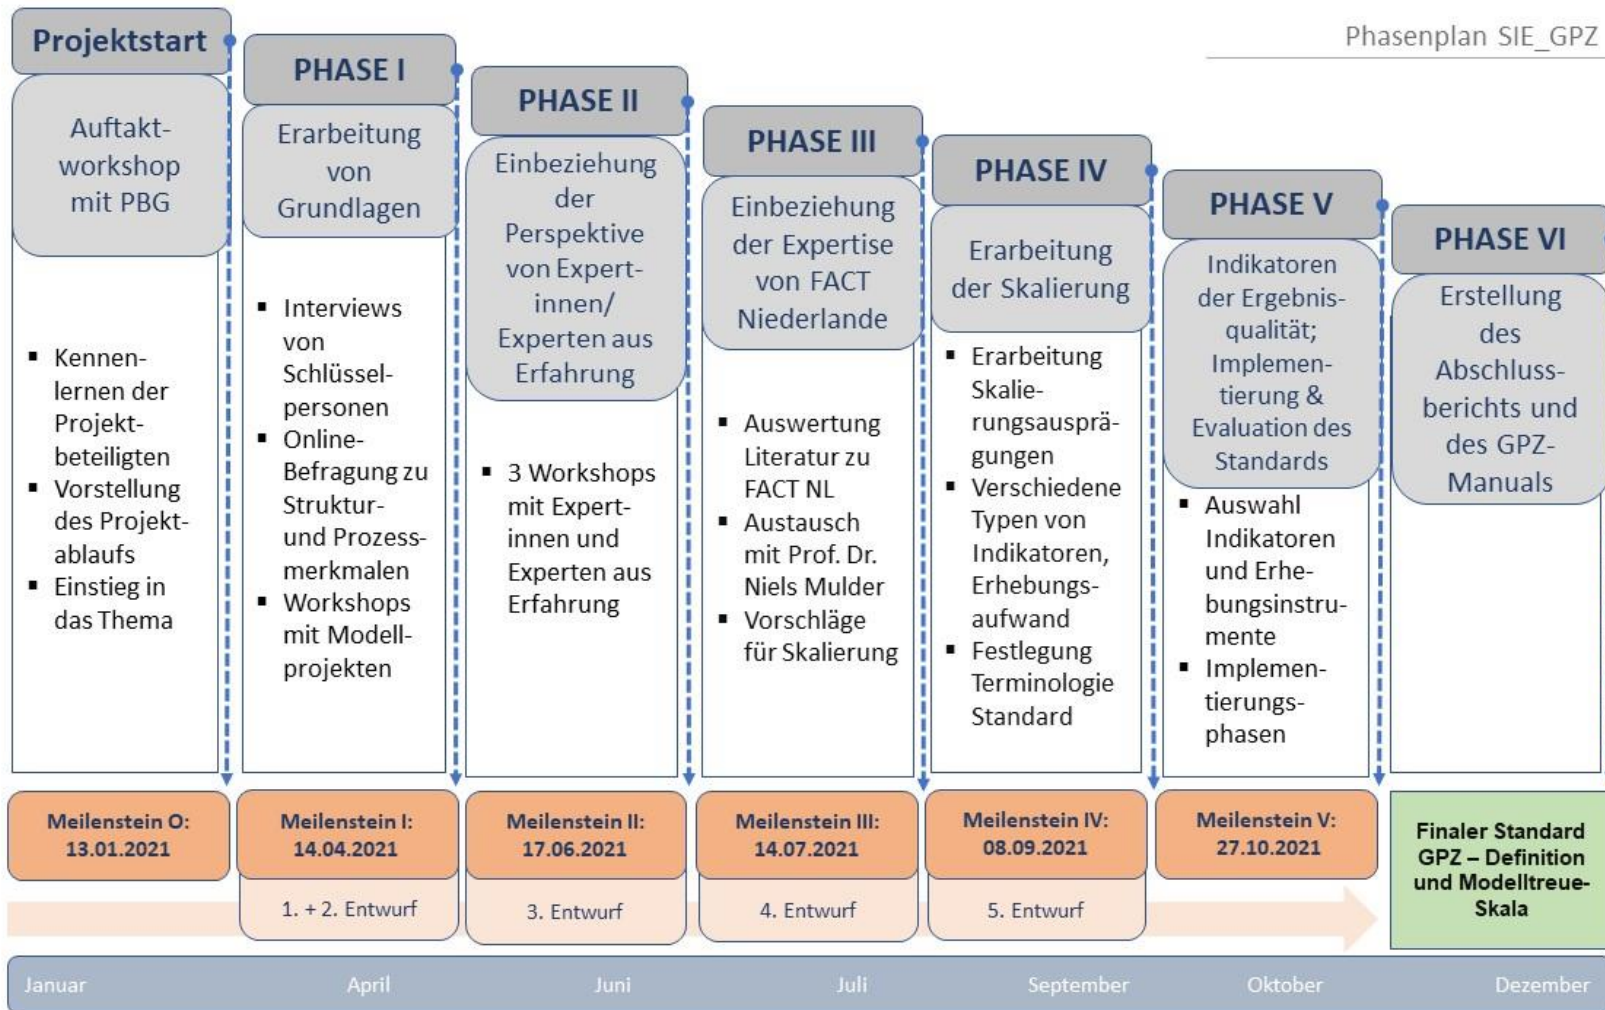 Phasenplan SIE_GPZ
Projektstart
Auftakt-
workshop
mit PBG
▪ Kennen-
lernen der
Projekt-
beteiligten
▪ Vorstellung
des Projekt-
ablaufs
▪ Einstieg in
das Thema
Meilenstein O:
13.01.2021
PHASE I
Erarbeitung
von
Grundlagen
▪ Interviews
von
Schlüssel-
personen
▪ Online-
Befragung zu
Struktur-
und Prozess-
merkmalen
▪ Workshops
mit Modell-
projekten
Meilenstein I:
14.04.2021
1. + 2. Entwurf
PHASE II
Einbeziehung
der
Perspektive
von Expert-
innen/
Experten aus
Erfahrung
▪ 3 Workshops
mit Expert-
innen und
Experten aus
Erfahrung
Meilenstein II:
17.06.2021
3. Entwurf
PHASE III
Einbeziehung
der Expertise
von FACT
Niederlande
▪ Auswertung
Literatur zu
FACT NL
▪ Austausch
mit Prof. Dr.
Niels Mulder
▪ Vorschläge
für Skalierung
Meilenstein III:
14.07.2021
4. Entwurf
PHASE IV
Erarbeitung
der Skalierung
▪ Erarbeitung
Skalie-
rungsausprä-
gungen
▪ Verschiedene
Typen von
Indikatoren,
Erhebungs-
aufwand
▪ Festlegung
Terminologie
Standard
Meilenstein IV:
08.09.2021
5. Entwurf
PHASE V
Indikatoren
der Ergebnis-
qualität;
Implemen-
tierung &
Evaluation des
Standards
▪ Auswahl
Indikatoren
und Erhe-
bungsinstru-
mente
▪ Implemen-
tierungs-
phasen
Meilenstein V:
27.10.2021
PHASE VI
Erstellung
des
Abschluss-
berichts und
des GPZ-
Manuals
Finaler Standard
GPZ – Definition
und Modelltreue-
Skala
Januar April Juni Juli September Oktober Dezember